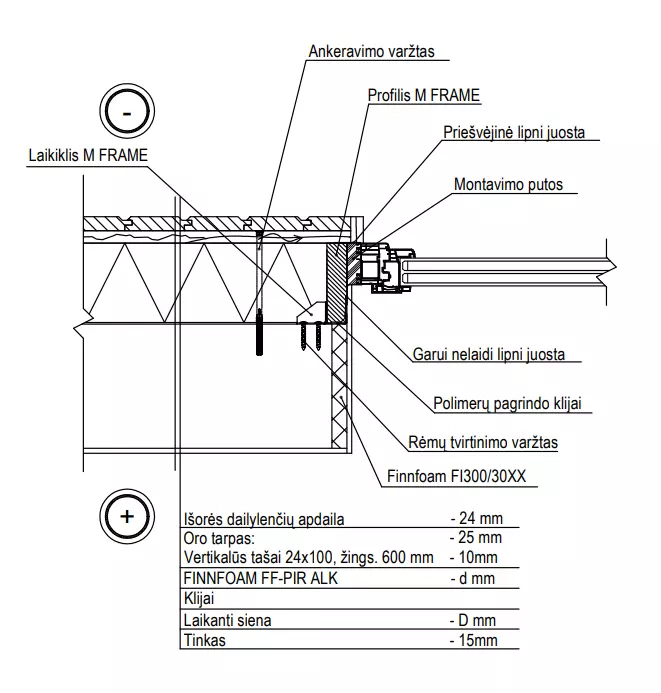 Ankeravimo varžtas
Profilis M FRAME
-
Priešvėjinė lipni juosta
Laikiklis M FRAME
Montavimo putos
Garui nelaidi lipni juosta
Polimerų pagrindo klijai
Rėmų tvirtinimo varžtas
Finnfoam FI300/30XX
+
Išorės dailylenčių apdaila - 24 mm
Oro tarpas: - 25 mm
Vertikalūs tašai 24x100, žings. 600 mm - 10mm
FINNFOAM FF-PIR ALK - d mm
Klijai
Laikanti siena - D mm
Tinkas - 15mm